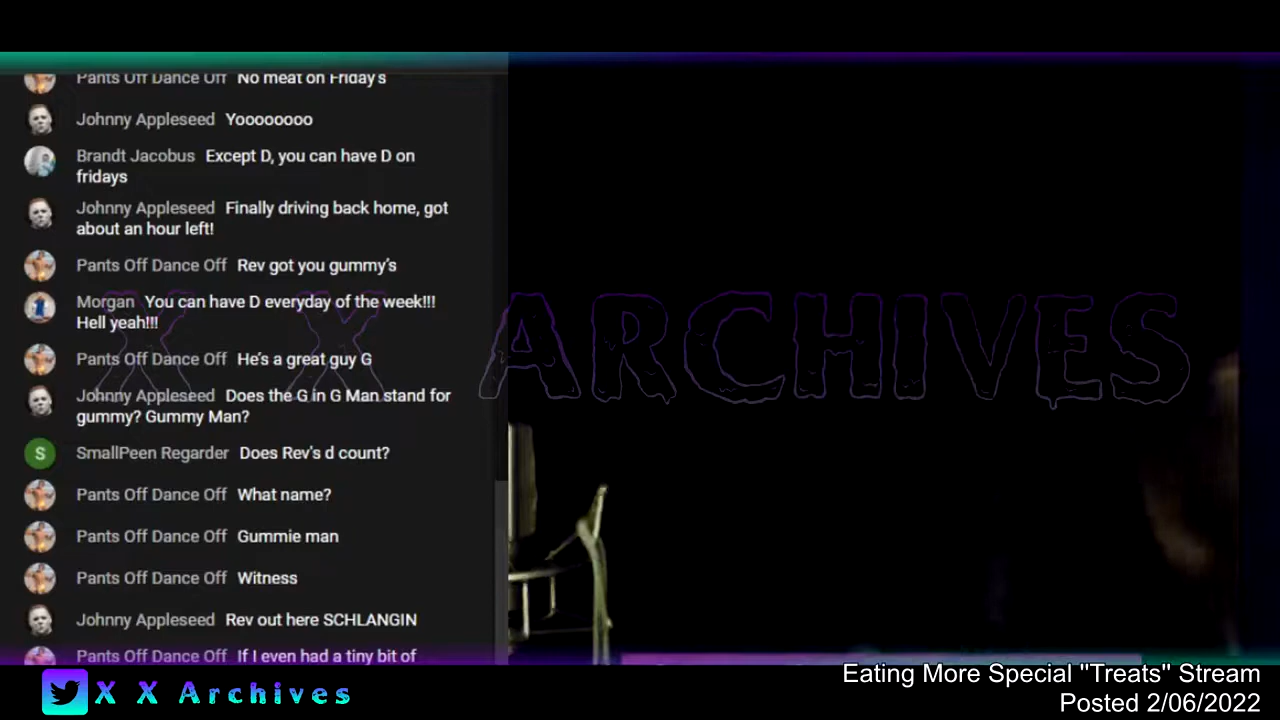 Pants Off Dance Off No meat on Friday's
Johnny Appleseed Yoooooooo
Brandt Jacobus Except D, you can have D on
fridays
Johnny Appleseed Finally driving back home, got
about an hour left!
Pants Off Dance Off Rev got you gummy's
Morgan You can have D everyday of the week!!!
Hell yeah!!!
X X ARCHIVES
Pants Off Dance Off He's a great guy G
Johnny Appleseed Does the G in G Man stand for
gummy? Gummy Man?
S SmallPeen Regarder Does Rev's d count?
Pants Off Dance Off What name?
Pants Off Dance Off Gummie man
Pants Off Dance Off Witness
Johnny Appleseed Rev out here SCHLANGIN
Pants Off Dance Off If I even had a tiny bit of
X X Archives
Eating More Special "Treats" Stream
Posted 2/06/2022